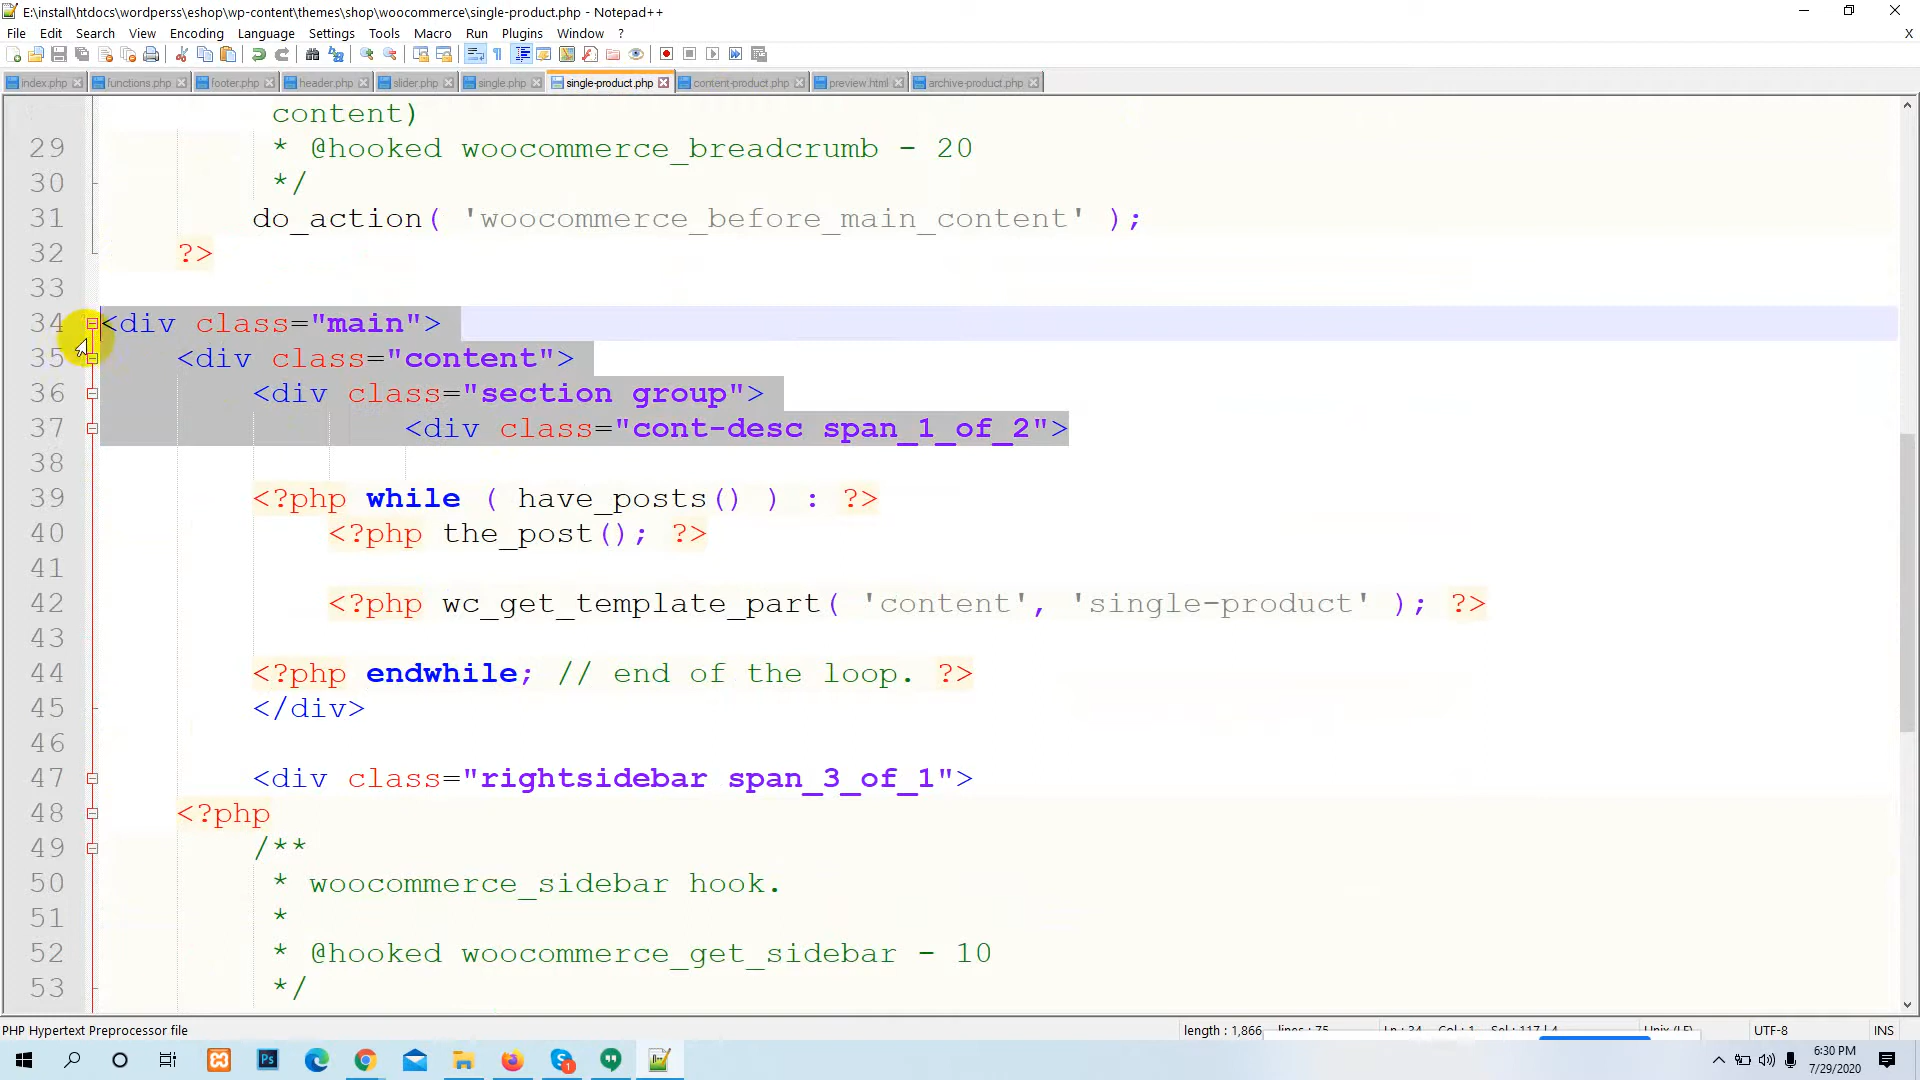 E:\install\htdocs\wordperss\eshop\wp-content\themes\shop\woocommerce\single-product.php - Notepad++
File Edit Search View Encoding Language Settings Tools Macro Run Plugins Window ? X
index.php functions.php footer.php header.php slider.php single.php single-product.php content-product.php preview.html archive-product.php
content)
29 * @hooked woocommerce_breadcrumb - 20
30 */
31 do_action( 'woocommerce_before_main_content' );
32 ?>
33
34 <div class="main">
35 <div class="content">
36 <div class="section group">
37 <div class="cont-desc span_1_of_2">
38
39 <?php while ( have_posts() ) : ?>
40 <?php the_post(); ?>
41
42 <?php wc_get_template_part( 'content', 'single-product' ); ?>
43
44 <?php endwhile; // end of the loop. ?>
45 </div>
46
47 <div class="rightsidebar span_3_of_1">
48 <?php
49 /**
50 * woocommerce_sidebar hook.
51 *
52 * @hooked woocommerce_get_sidebar - 10
53 */
PHP Hypertext Preprocessor file length : 1,866 lines : 75 Ln : 34 Col : 1 Sel : 117 | 4 Unix (LF) UTF-8 INS
6:30 PM
7/29/2020